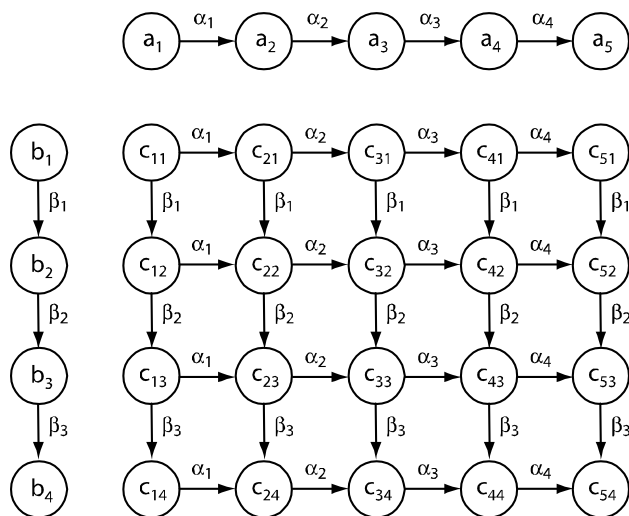 α₁ α₂ α₃ α₄
a₁ a₂ a₃ a₄ a₅
α₁ α₂ α₃ α₄
b₁ c₁₁ c₂₁ c₃₁ c₄₁ c₅₁
β₁ β₁ β₁ β₁ β₁ β₁
α₁ α₂ α₃ α₄
b₂ c₁₂ c₂₂ c₃₂ c₄₂ c₅₂
β₂ β₂ β₂ β₂ β₂ β₂
α₁ α₂ α₃ α₄
b₃ c₁₃ c₂₃ c₃₃ c₄₃ c₅₃
β₃ β₃ β₃ β₃ β₃ β₃
α₁ α₂ α₃ α₄
b₄ c₁₄ c₂₄ c₃₄ c₄₄ c₅₄